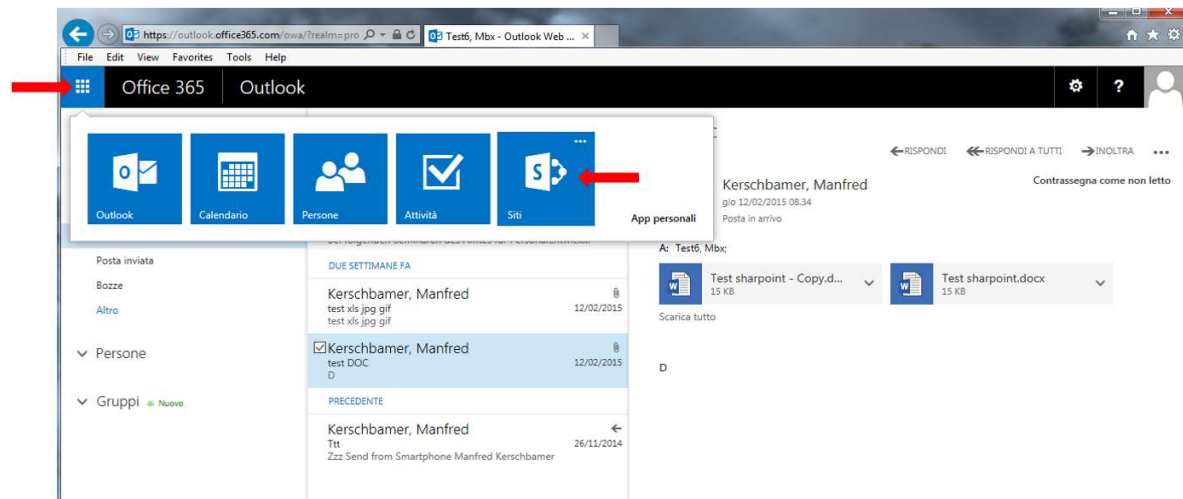 https://outlook.office365.com/owa/?realm=pro
Test6, Mbx - Outlook Web ...
File Edit View Favorites Tools Help
Office 365 Outlook
?
Outlook
Calendario
Persone
Attività
Siti
App personali
RISPONDI RISPONDI A TUTTI INOLTRA
Kerschbamer, Manfred
Contrassegna come non letto
gio 12/02/2015 08.34
Posta in arrivo
A: Test6, Mbx;
Test sharpoint - Copy.d...
15 KB
Test sharpoint.docx
15 KB
Scarica tutto
D
Posta inviata
Bozze
Altro
Persone
Gruppi Nuovo
DUE SETTIMANE FA
Kerschbamer, Manfred
test xls jpg gif 12/02/2015
test xls jpg gif
Kerschbamer, Manfred
test DOC 12/02/2015
D
PRECEDENTE
Kerschbamer, Manfred
Ttt 26/11/2014
Zzz Send from Smartphone Manfred Kerschbamer